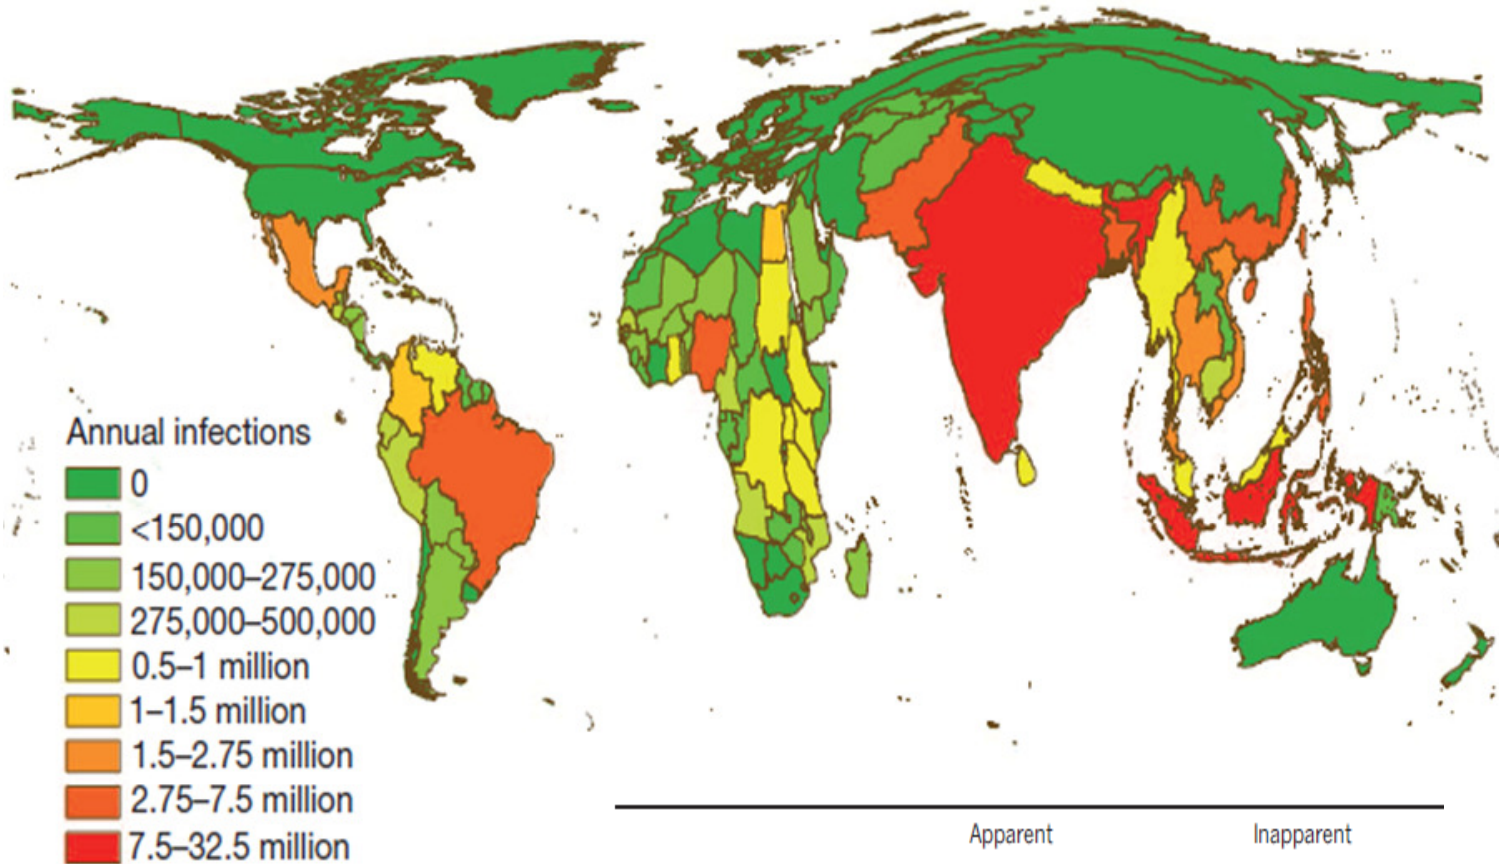 Annual infections
0
<150,000
150,000–275,000
275,000–500,000
0.5–1 million
1–1.5 million
1.5–2.75 million
2.75–7.5 million
7.5–32.5 million
Apparent Inapparent